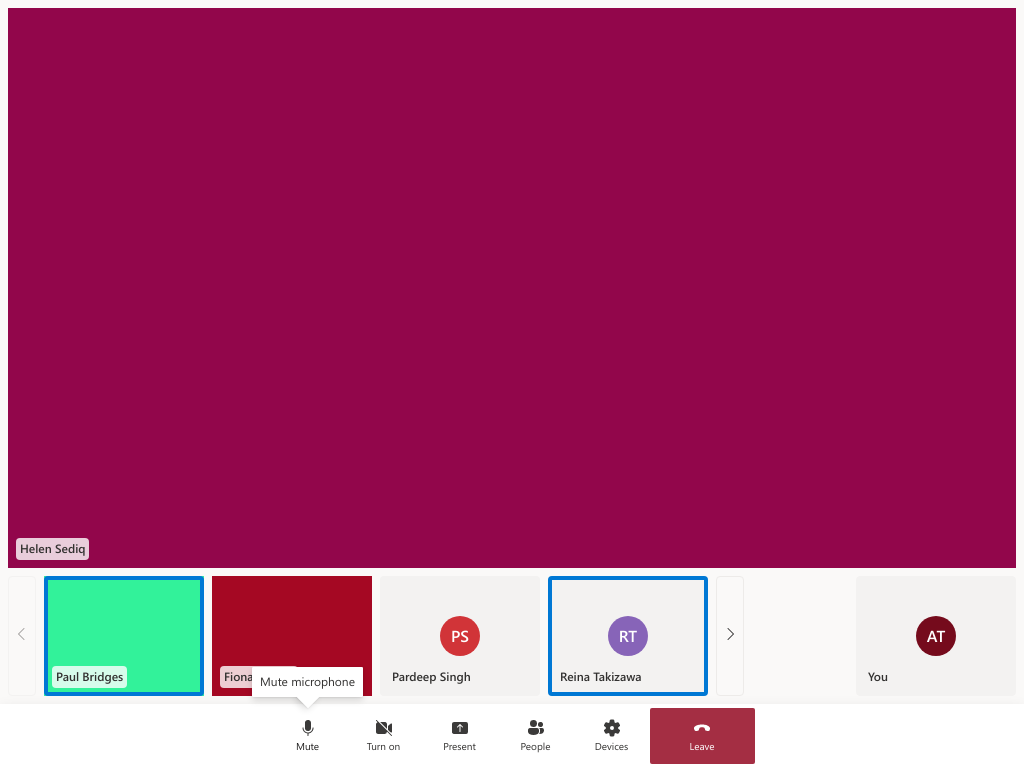 Helen Sediq
Paul Bridges
Fiona
PS
Pardeep Singh
RT
Reina Takizawa
AT
You
Mute microphone
Mute
Turn on
Present
People
Devices
Leave